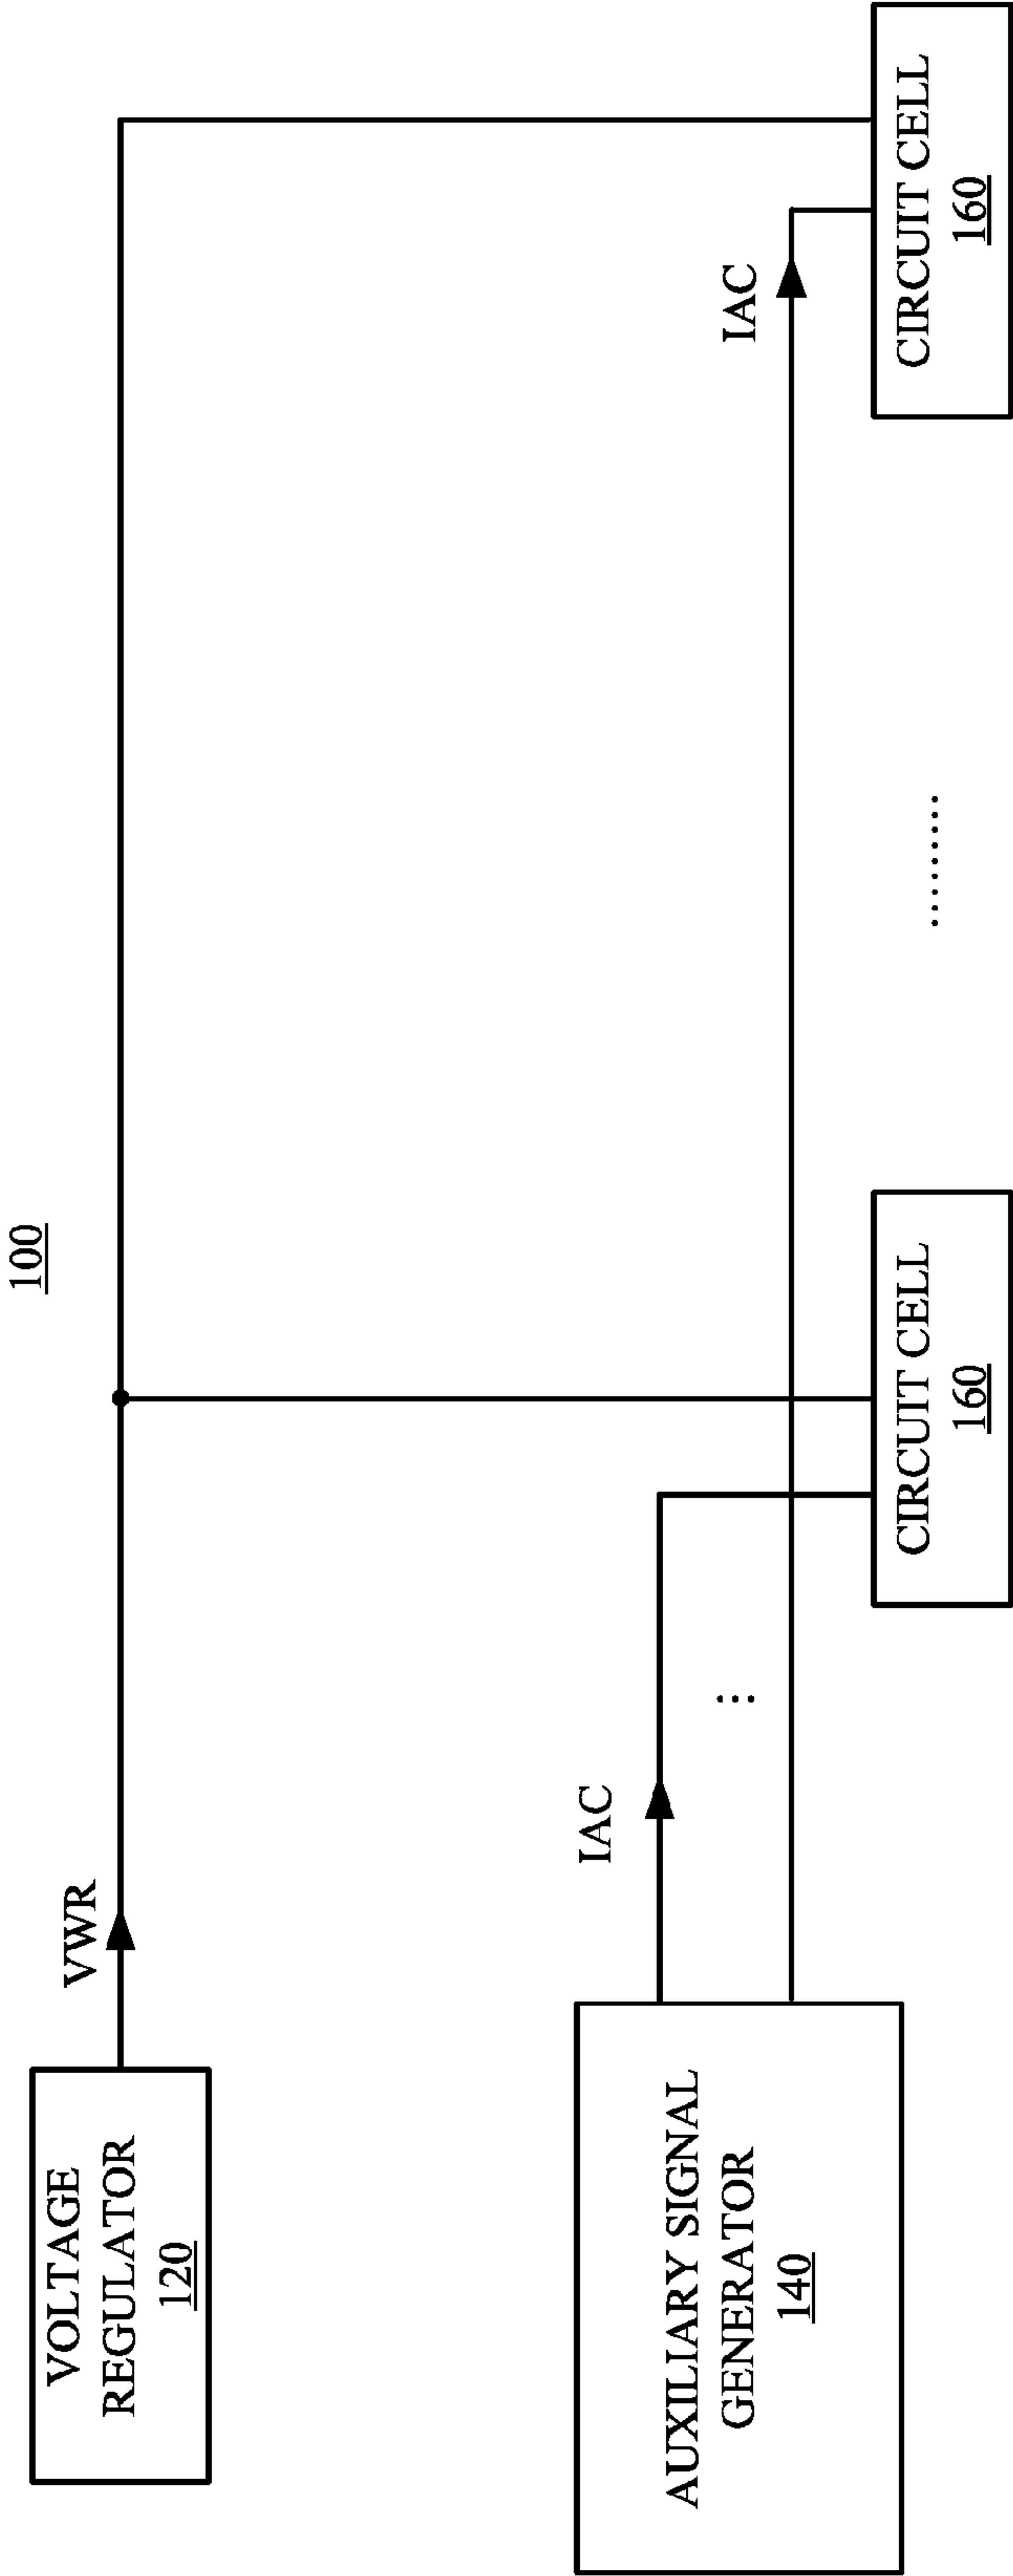 100
VOLTAGE
REGULATOR
120
VWR
AUXILIARY SIGNAL
GENERATOR
140
IAC
⋮
IAC
CIRCUIT CELL
160
.........
CIRCUIT CELL
160